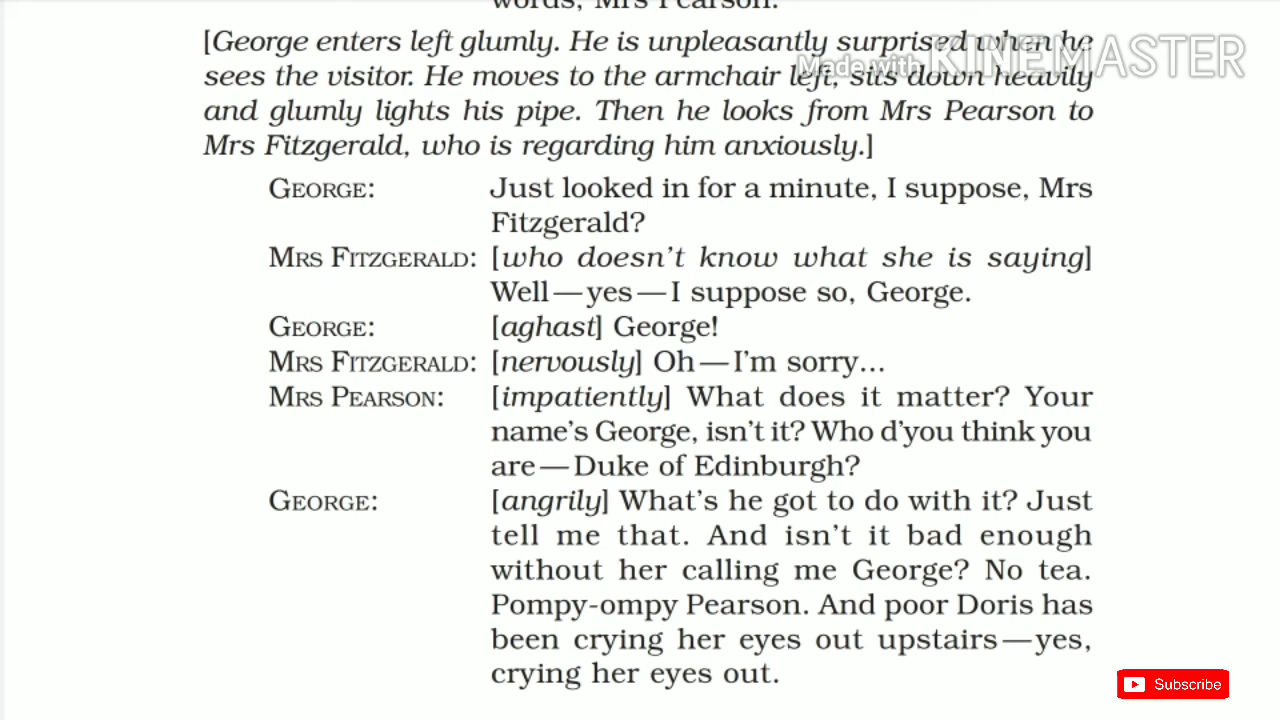 words, Mrs Pearson.
[George enters left glumly. He is unpleasantly surprised when he
Made with KINEMASTER
sees the visitor. He moves to the armchair left, sits down heavily
and glumly lights his pipe. Then he looks from Mrs Pearson to
Mrs Fitzgerald, who is regarding him anxiously.]
GEORGE: Just looked in for a minute, I suppose, Mrs
Fitzgerald?
MRS FITZGERALD: [who doesn't know what she is saying]
Well—yes—I suppose so, George.
GEORGE: [aghast] George!
MRS FITZGERALD: [nervously] Oh—I'm sorry...
MRS PEARSON: [impatiently] What does it matter? Your
name's George, isn't it? Who d'you think you
are—Duke of Edinburgh?
GEORGE: [angrily] What's he got to do with it? Just
tell me that. And isn't it bad enough
without her calling me George? No tea.
Pompy-ompy Pearson. And poor Doris has
been crying her eyes out upstairs—yes,
crying her eyes out.
Subscribe